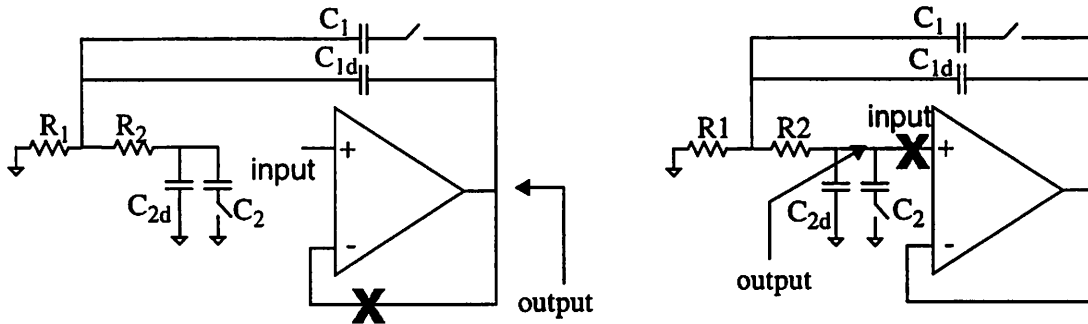 C1
C1d
R1
R2
input
+
C2d
C2
-
output
C1
C1d
input
R1
R2
+
C2d
C2
-
output